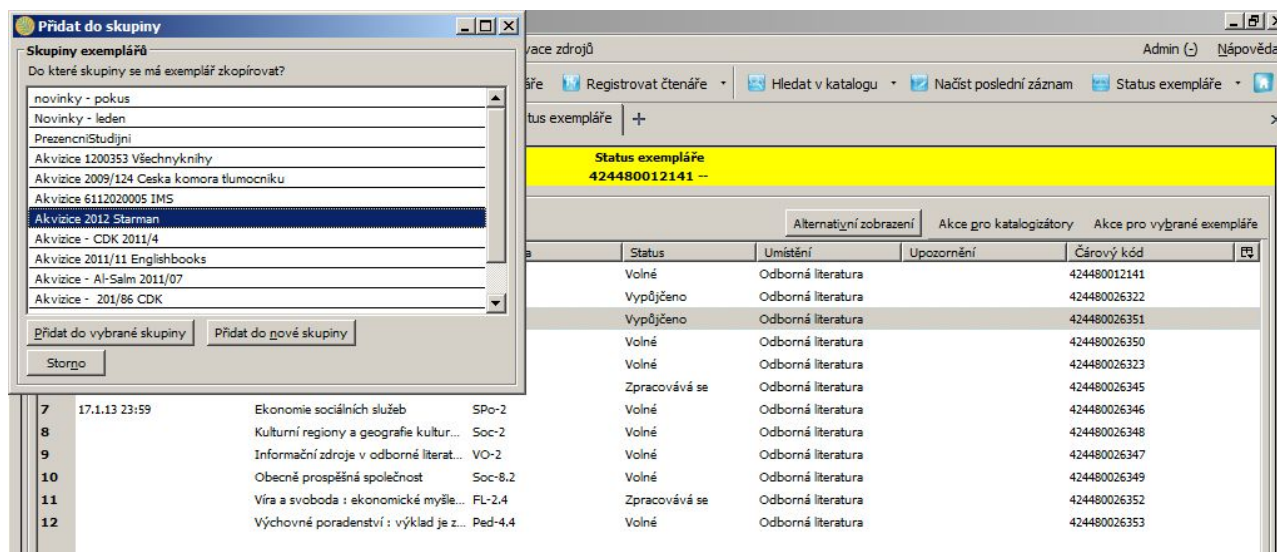 Přidat do skupiny
Skupiny exemplářů
Do které skupiny se má exemplář zkopírovat?
novinky - pokus
Novinky - leden
PrezencniStudijni
Akvizice 1200353 Všechnyknihy
Akvizice 2009/124 Ceska komora tlumocniku
Akvizice 6112020005 IMS
Akvizice 2012 Starman
Akvizice - CDK 2011/4
Akvizice 2011/11 Englishbooks
Akvizice - Al-Salm 2011/07
Akvizice - 201/86 CDK
Přidat do vybrané skupiny Přidat do nové skupiny
Storno
vace zdrojů Admin (-) Nápověda
áře Registrovat čtenáře Hledat v katalogu Načíst poslední záznam Status exempláře
tus exempláře +
Status exempláře
424480012141 --
Alternativní zobrazení Akce pro katalogizátory Akce pro vybrané exempláře
a Status Umístění Upozornění Čárový kód
Volné Odborná literatura 424480012141
Vypůjčeno Odborná literatura 424480026322
Vypůjčeno Odborná literatura 424480026351
Volné Odborná literatura 424480026350
Volné Odborná literatura 424480026323
Zpracovává se Odborná literatura 424480026345
7 17.1.13 23:59 Ekonomie sociálních služeb SPo-2 Volné Odborná literatura 424480026346
8 Kulturní regiony a geografie kultur... Soc-2 Volné Odborná literatura 424480026348
9 Informační zdroje v odborné literat... VO-2 Volné Odborná literatura 424480026347
10 Obecně prospěšná společnost Soc-8.2 Volné Odborná literatura 424480026349
11 Víra a svoboda : ekonomické myšle... FL-2.4 Zpracovává se Odborná literatura 424480026352
12 Výchovné poradenství : výklad je z... Ped-4.4 Volné Odborná literatura 424480026353